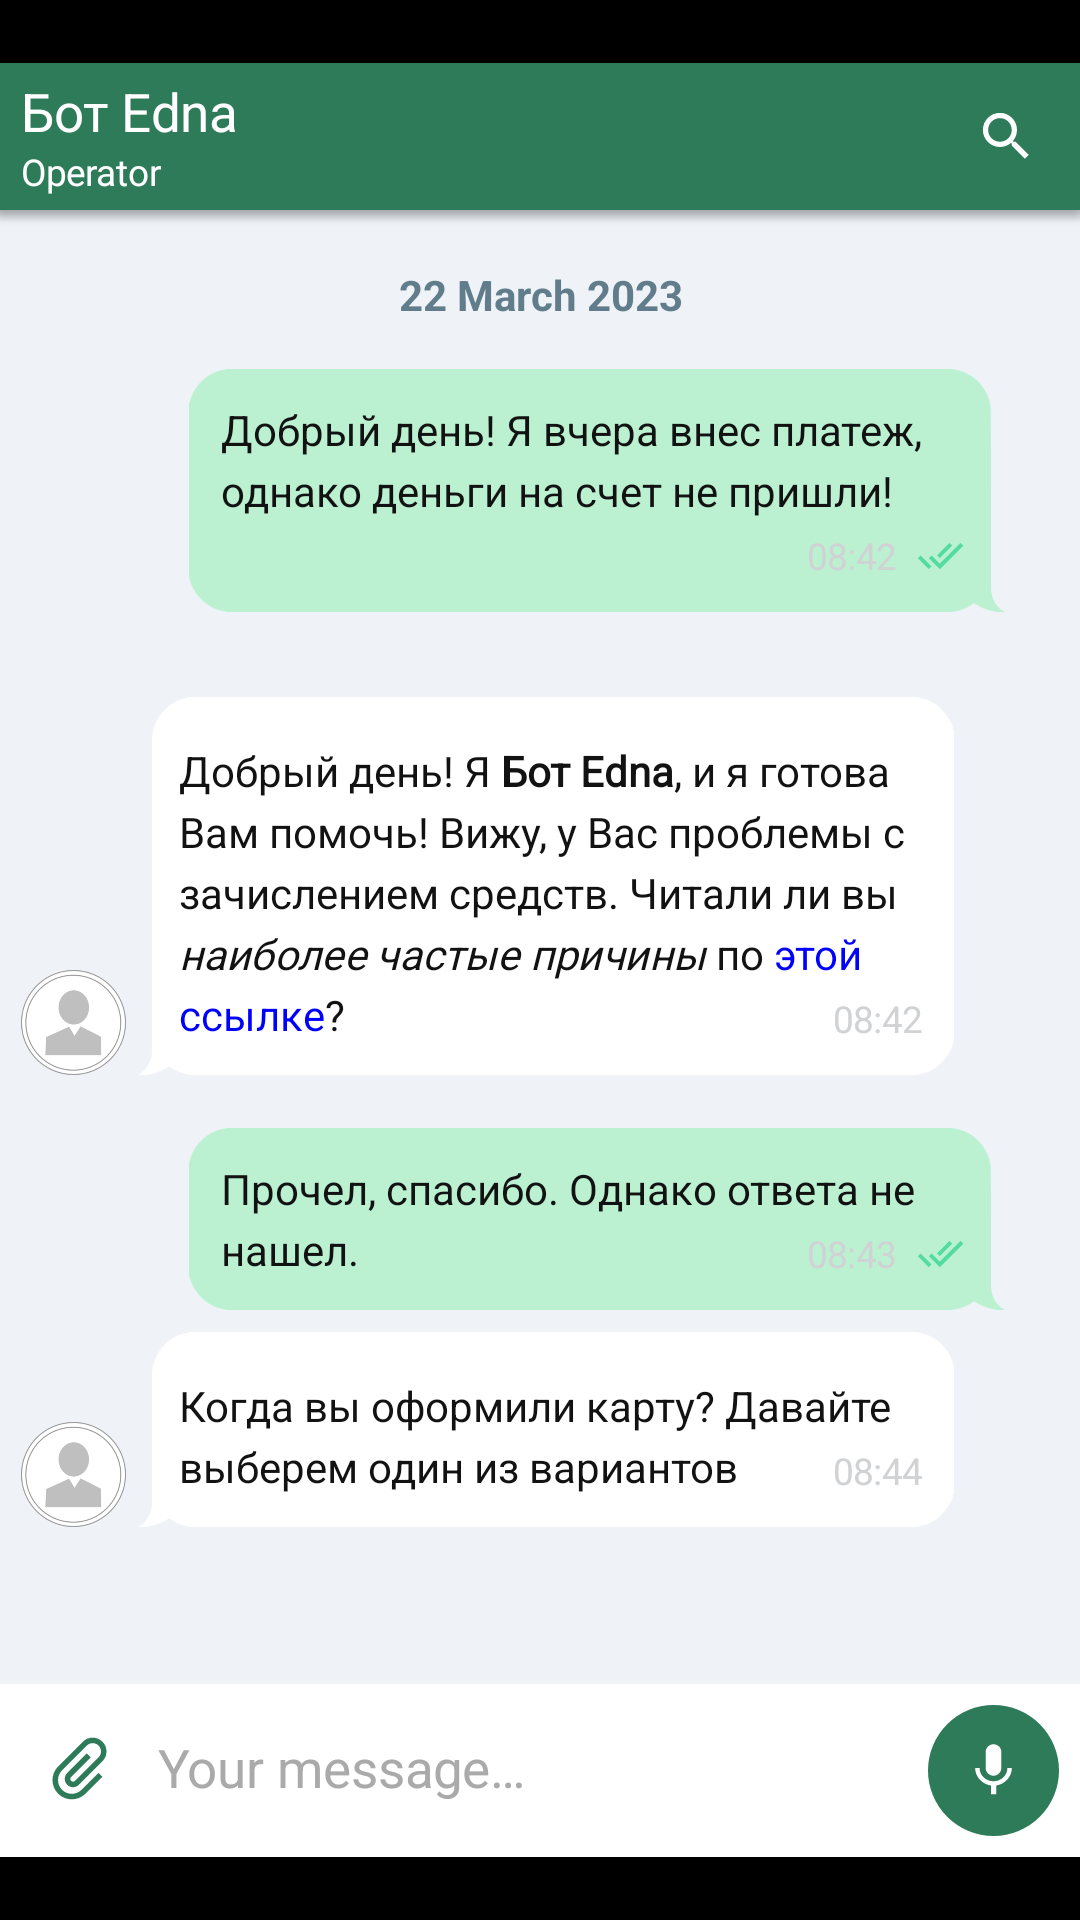 Бот Edna
Operator
22 March 2023
Добрый день! Я вчера внес платеж,
однако деньги на счет не пришли!
08:42
Добрый день! Я Бот Edna, и я готова
Вам помочь! Вижу, у Вас проблемы с
зачислением средств. Читали ли вы
наиболее частые причины по этой
ссылке?
08:42
Прочел, спасибо. Однако ответа не
нашел.
08:43
Когда вы оформили карту? Давайте
выберем один из вариантов
08:44
Your message...